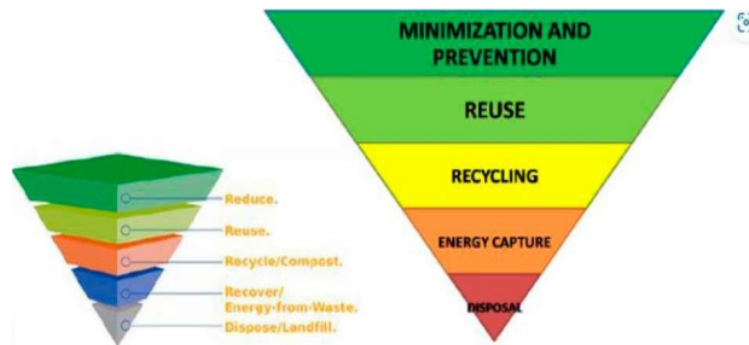 MINIMIZATION AND
PREVENTION
REUSE
RECYCLING
ENERGY CAPTURE
DISPOSAL
Reduce.
Reuse.
Recycle/Compost.
Recover/
Energy-from-Waste.
Dispose/Landfill.